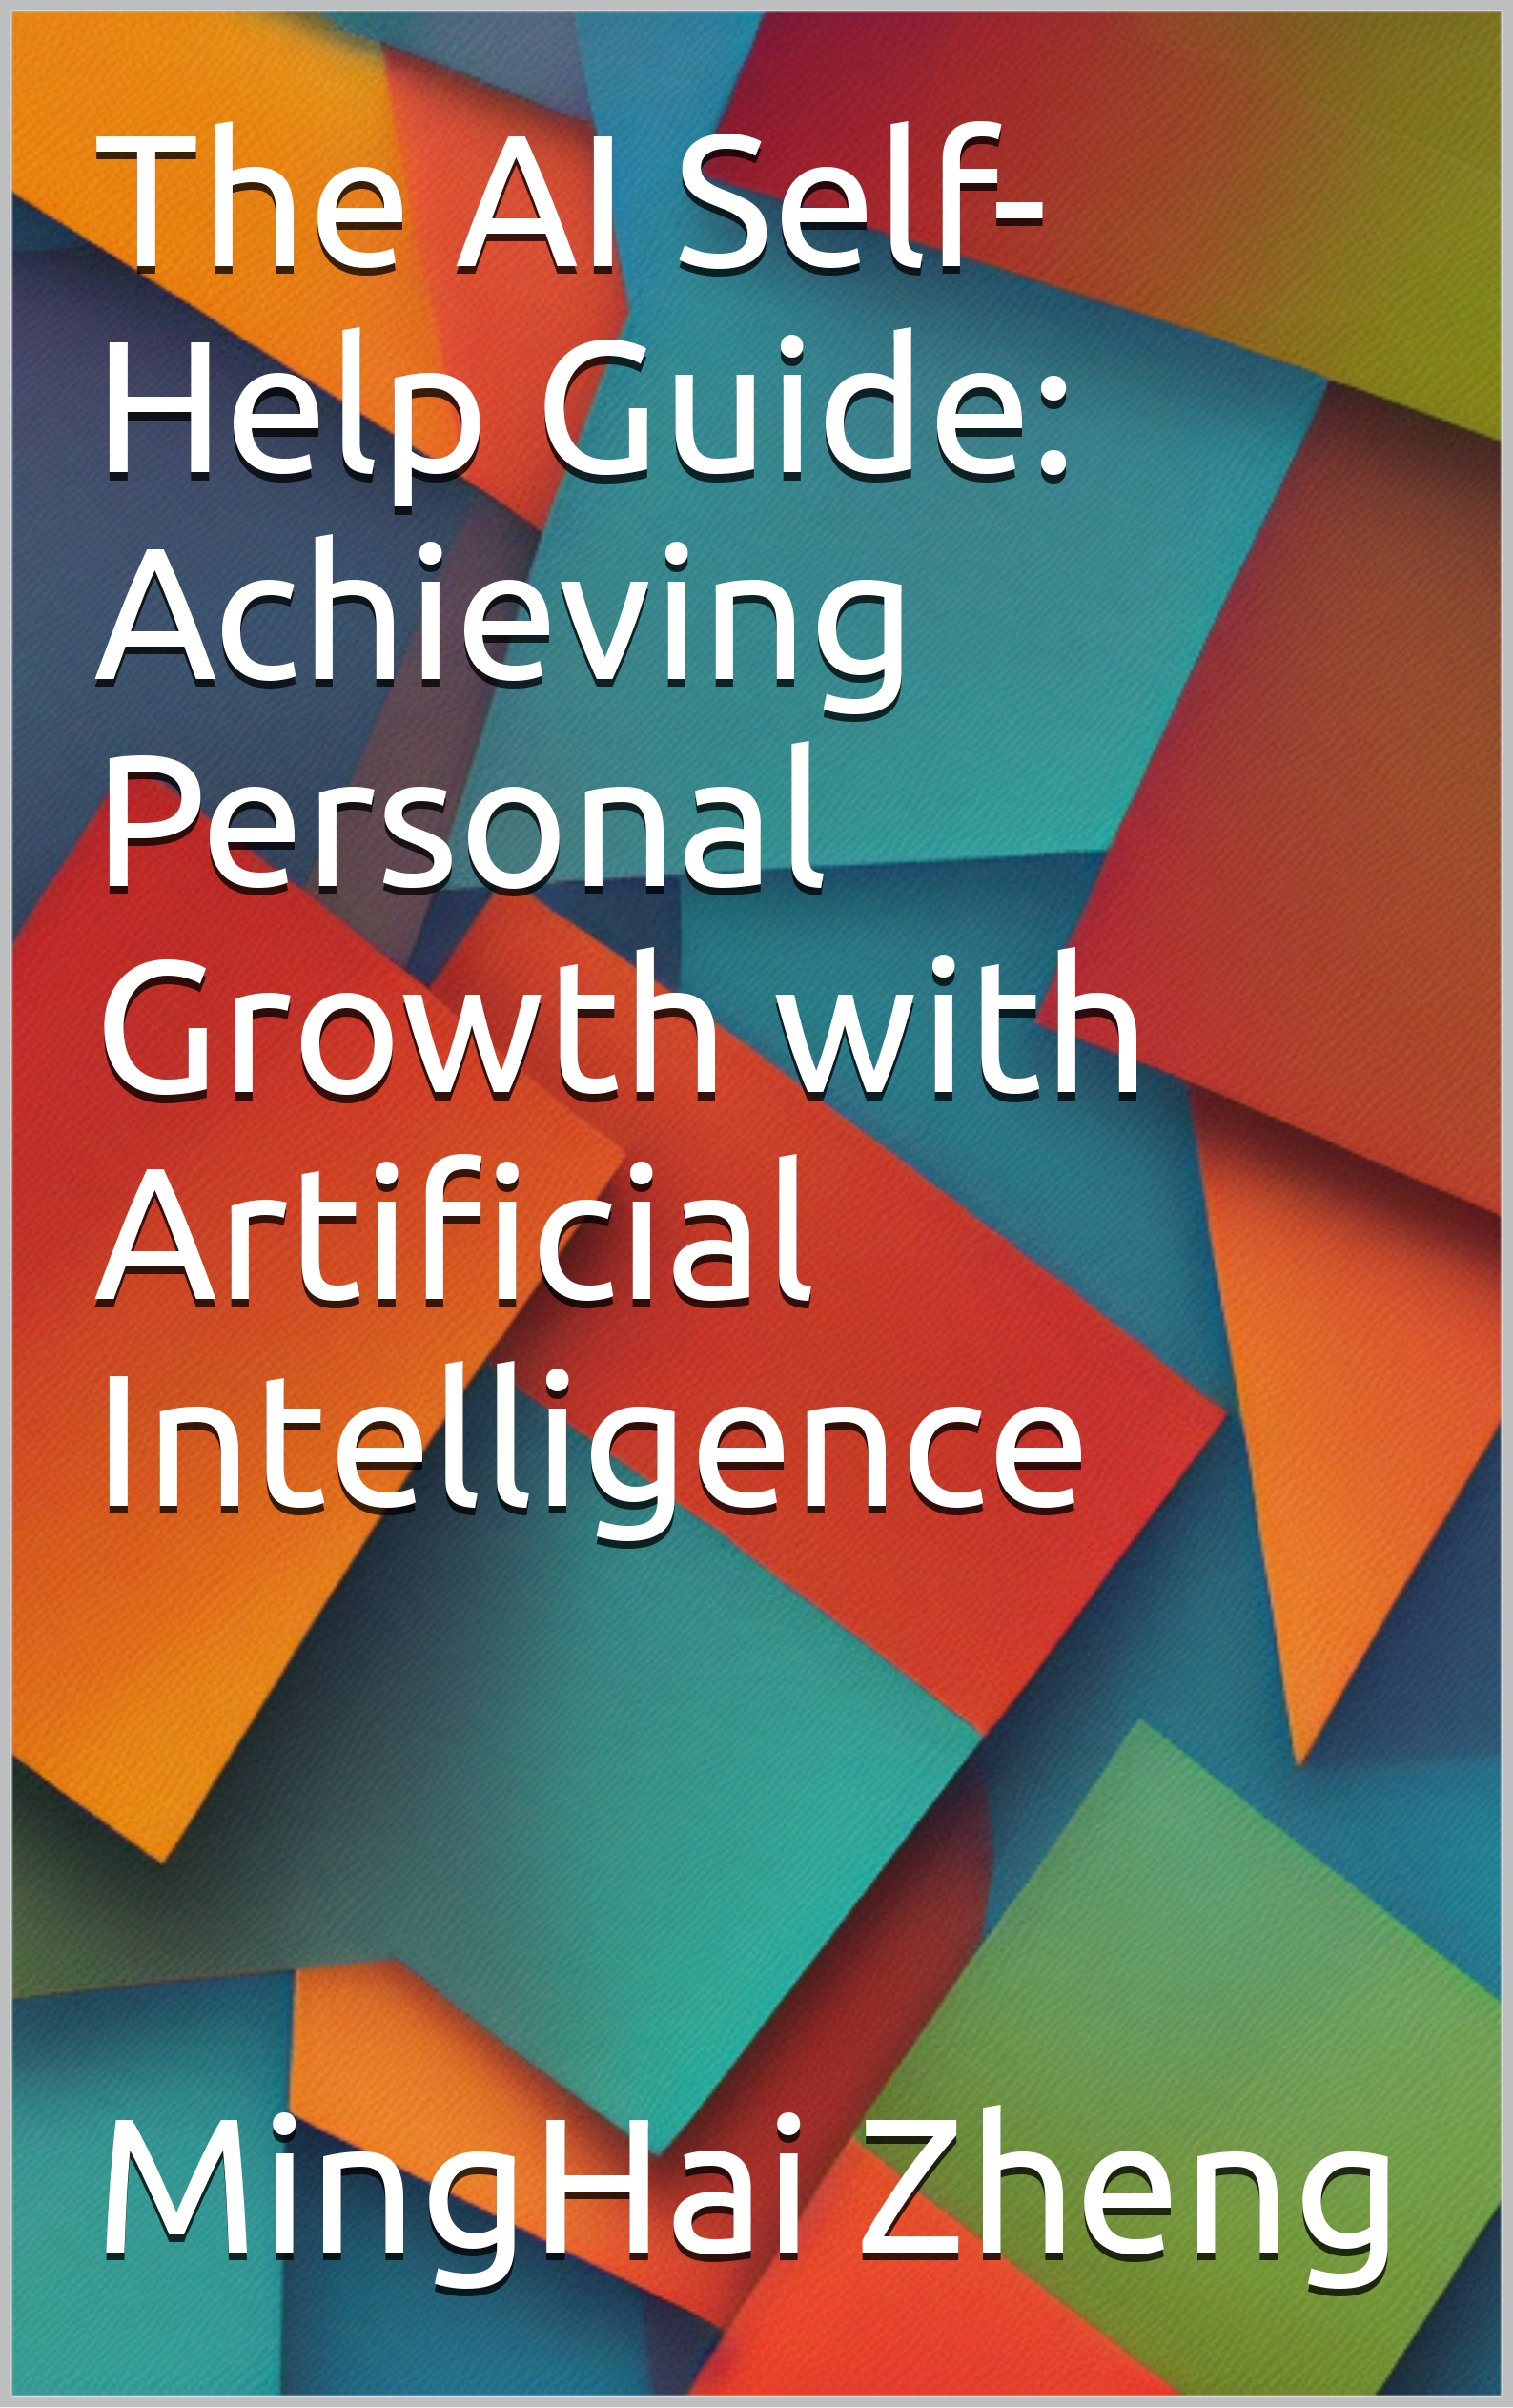 The AI Self-
Help Guide:
Achieving
Personal
Growth with
Artificial
Intelligence
MingHai Zheng